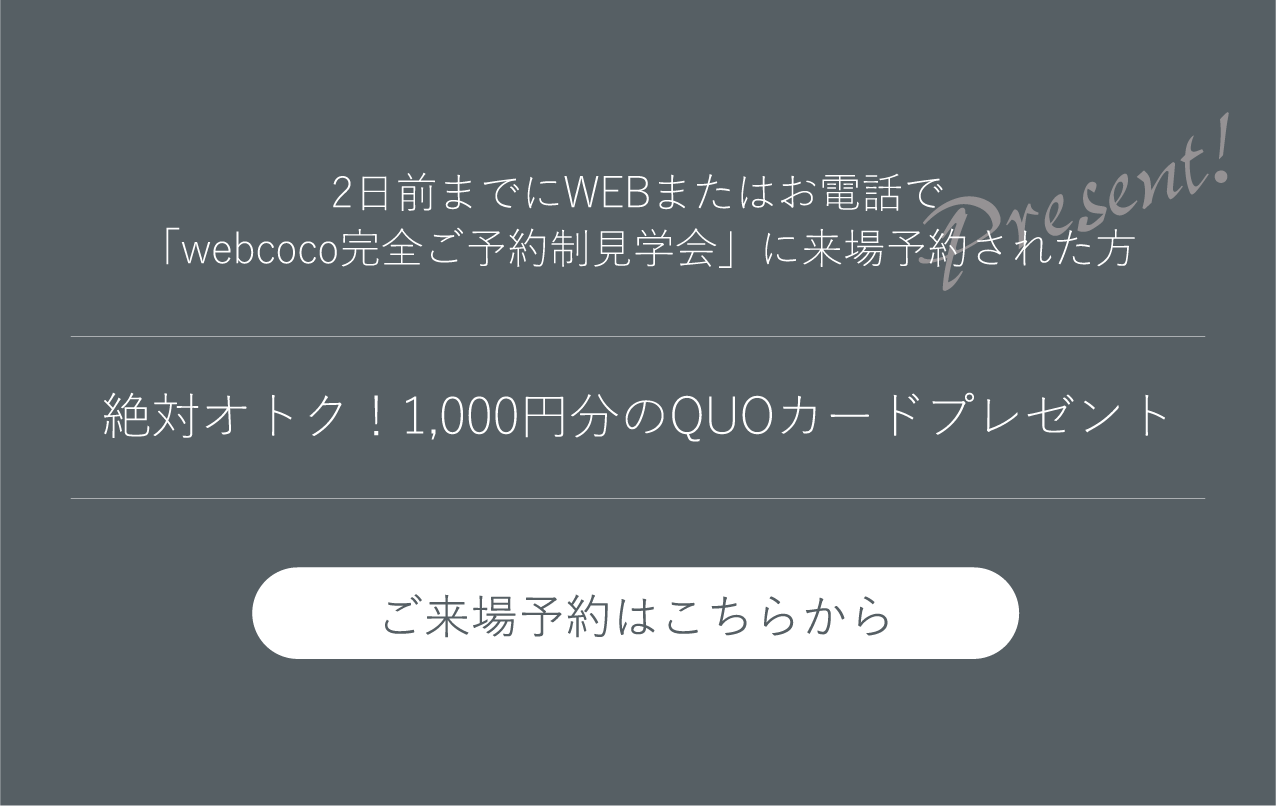 Present!
2日前までにWEBまたはお電話で
「webcoco完全ご予約制見学会」に来場予約された方
絶対オトク！1,000円分のQUOカードプレゼント
ご来場予約はこちらから